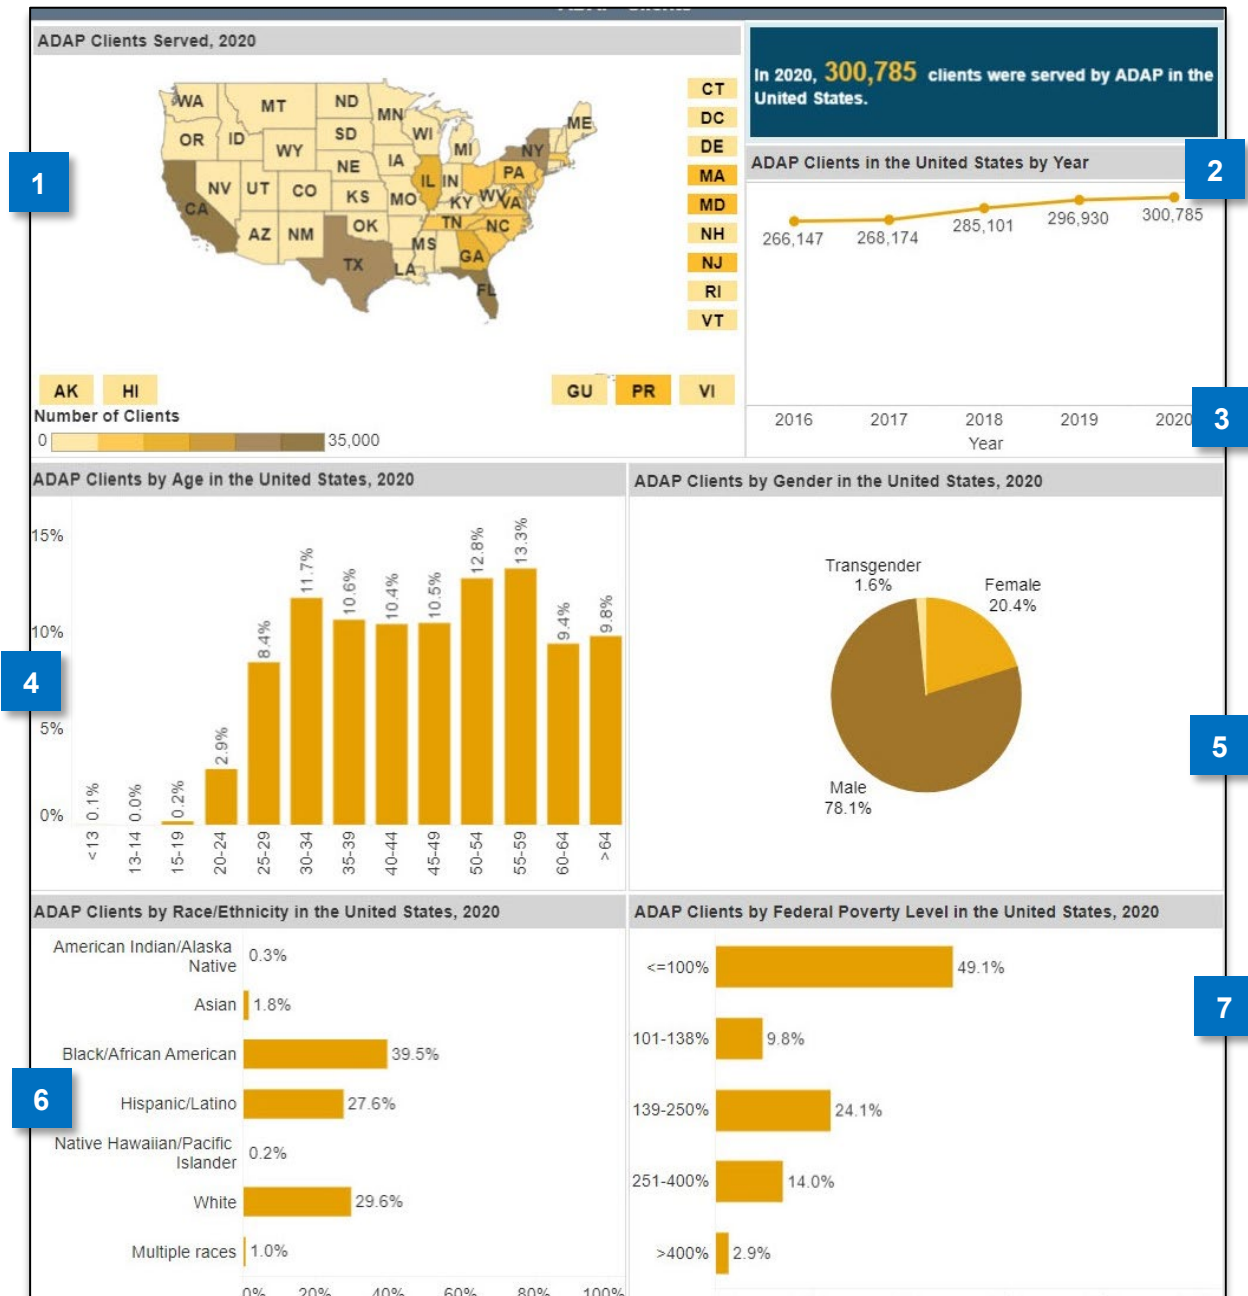 ADAP Clients Served, 2020
In 2020, 300,785 clients were served by ADAP in the
United States.
1
WA
MT
ND
MN
OR
ID
SD
WI
ME
WY
MI
NY
NE
IA
PA
NV
UT
CO
KS
MO
IL
IN
KY
WV
VA
CA
AZ
NM
OK
TN
NC
MS
GA
TX
LA
FL
CT
DC
DE
MA
MD
NH
NJ
RI
VT
AK
HI
GU
PR
VI
Number of Clients
0
35,000
ADAP Clients in the United States by Year
2
266,147
268,174
285,101
296,930
300,785
3
2016
2017
2018
2019
2020
Year
ADAP Clients by Age in the United States, 2020
15%
10%
5%
0%
4
0.1%
0.0%
0.2%
2.9%
8.4%
11.7%
10.6%
10.4%
10.5%
12.8%
13.3%
9.4%
9.8%
<13
13-14
15-19
20-24
25-29
30-34
35-39
40-44
45-49
50-54
55-59
60-64
>64
ADAP Clients by Gender in the United States, 2020
Transgender
1.6%
Female
20.4%
Male
78.1%
5
ADAP Clients by Race/Ethnicity in the United States, 2020
American Indian/Alaska
Native
0.3%
Asian
1.8%
Black/African American
39.5%
6
Hispanic/Latino
27.6%
Native Hawaiian/Pacific
Islander
0.2%
White
29.6%
Multiple races
1.0%
0%
20%
40%
60%
80%
100%
ADAP Clients by Federal Poverty Level in the United States, 2020
<=100%
49.1%
7
101-138%
9.8%
139-250%
24.1%
251-400%
14.0%
>400%
2.9%